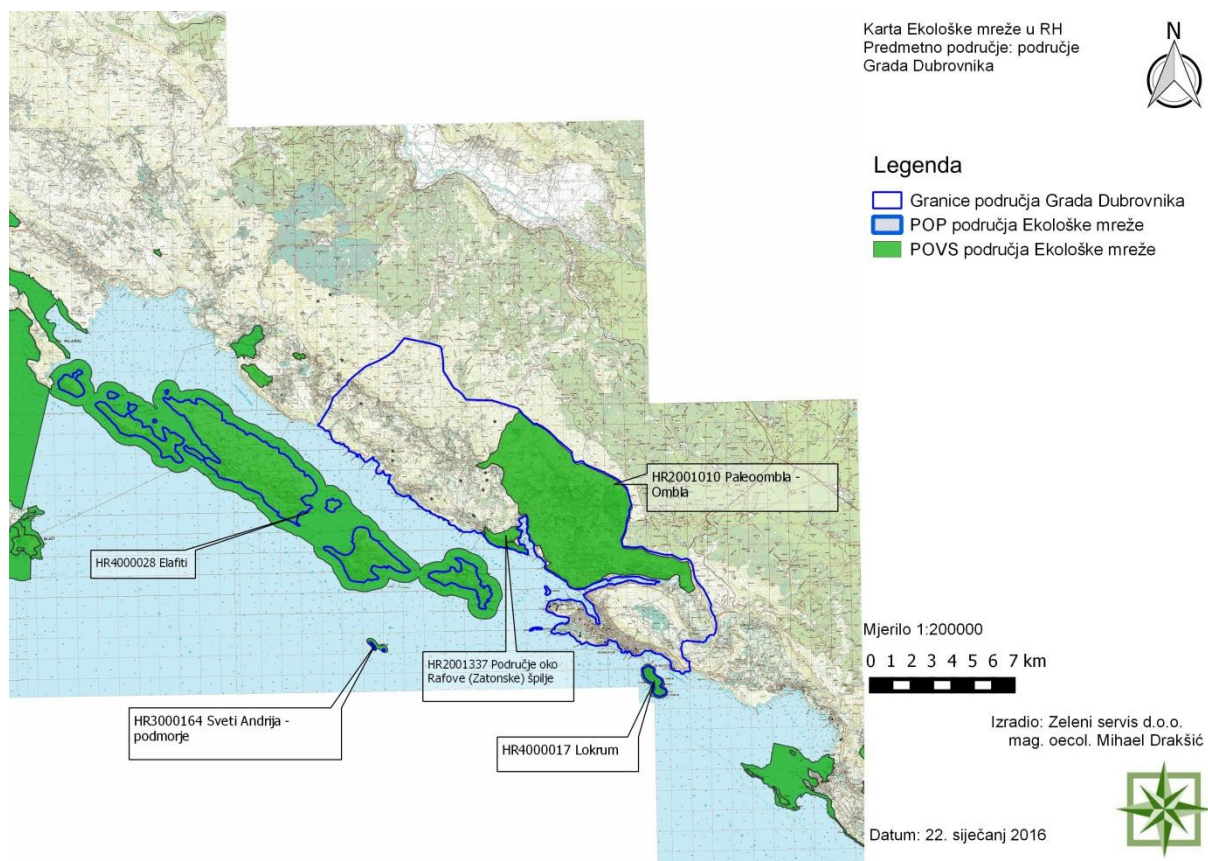 Karta Ekološke mreže u RH
Predmetno područje: područje
Grada Dubrovnika
N
Legenda
Granice područja Grada Dubrovnika
POP područja Ekološke mreže
POVS područja Ekološke mreže
HR2001010 Paleoombla -
Ombla
HR4000028 Elafiti
HR2001337 Područje oko
Rafove (Zatonske) špilje
HR3000164 Sveti Andrija -
podmorje
HR4000017 Lokrum
Mjerilo 1:200000
0 1 2 3 4 5 6 7 km
Izradio: Zeleni servis d.o.o.
mag. oecol. Mihael Drakšić
Datum: 22. siječanj 2016